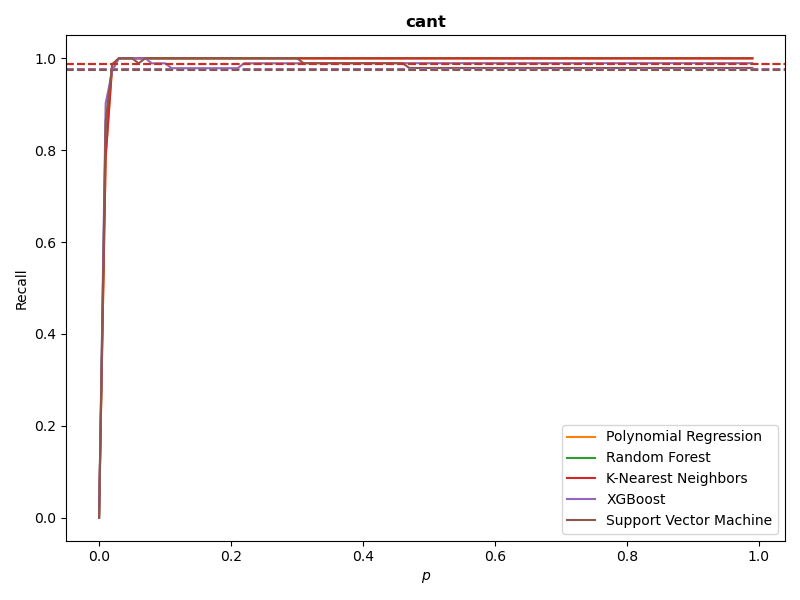 cant
Recall
1.0
0.8
0.6
0.4
0.2
0.0
Polynomial Regression
Random Forest
K-Nearest Neighbors
XGBoost
Support Vector Machine
0.0 0.2 0.4 0.6 0.8 1.0
p